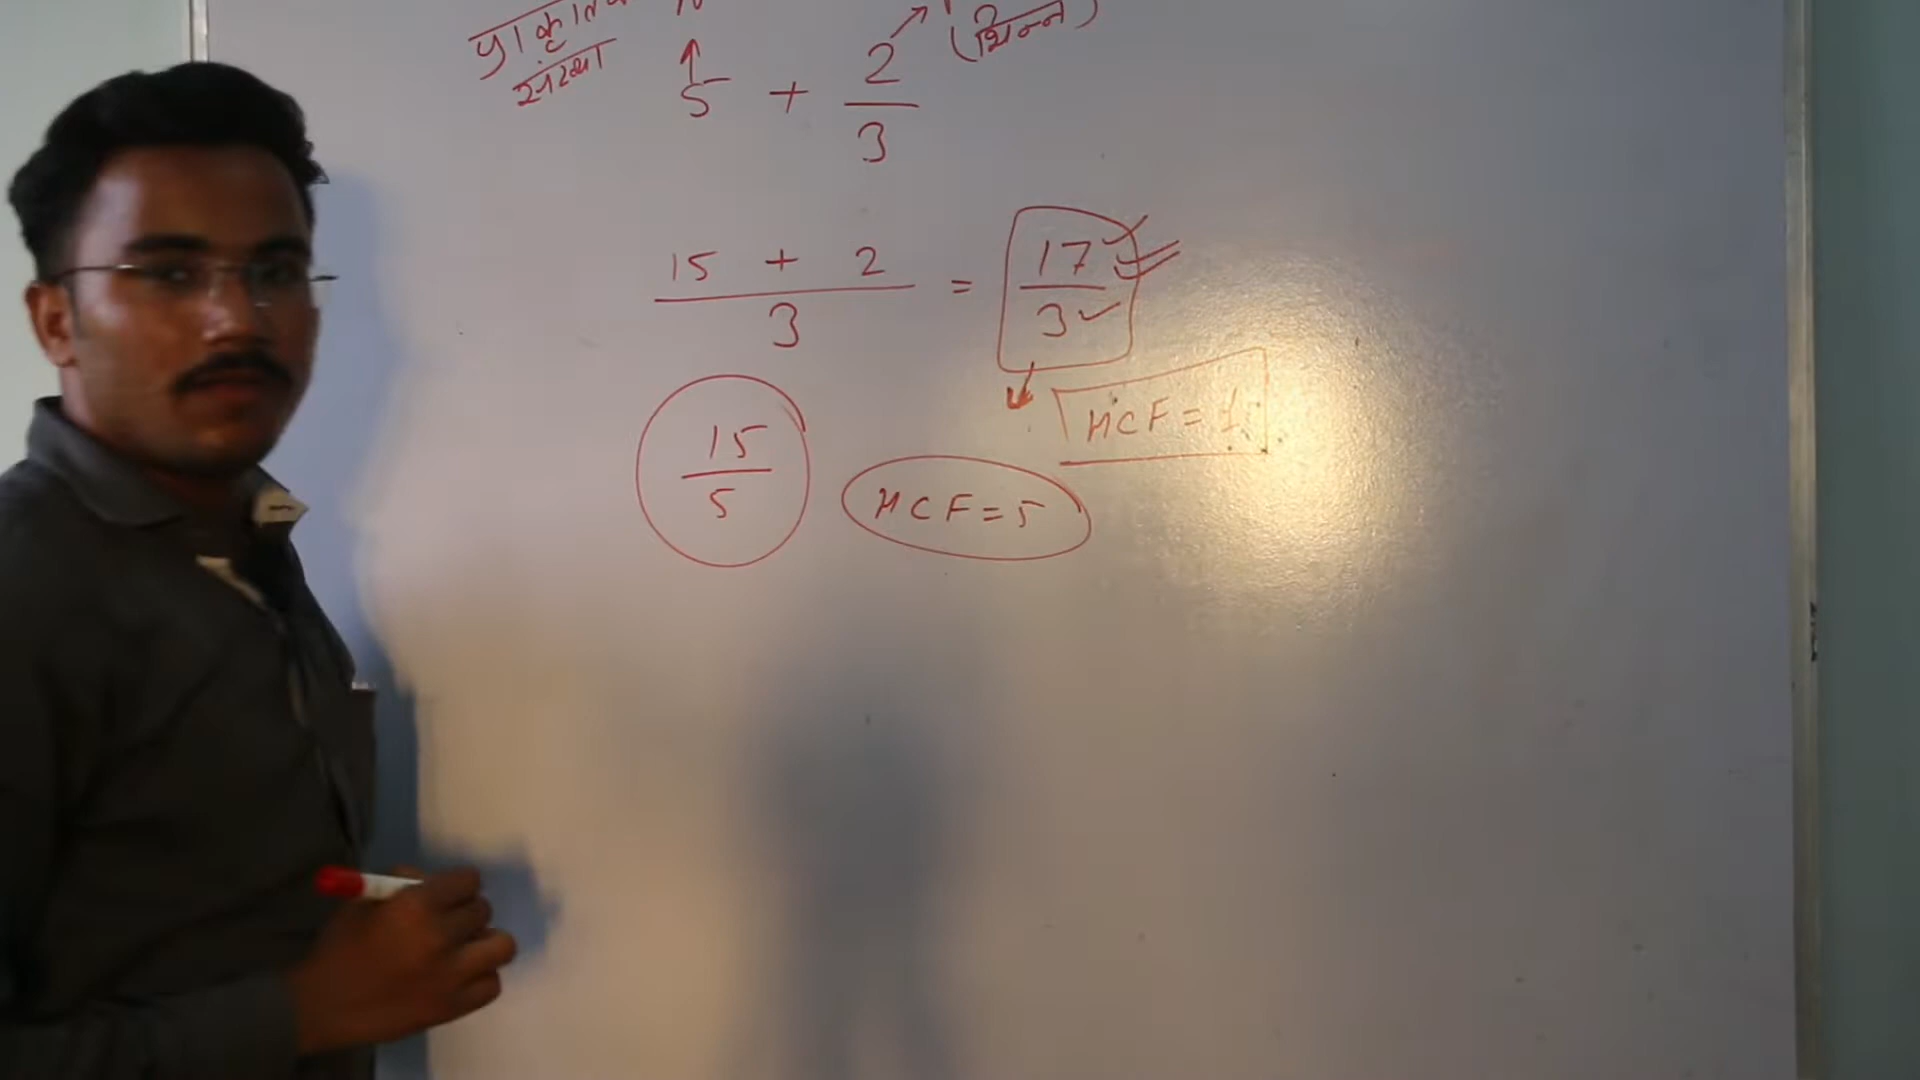 प्राकृतिक
संख्या
5 + 2/3
(भिन्न)
15 + 2 / 3 = 17/3
HCF = 1
15/5
HCF = 5